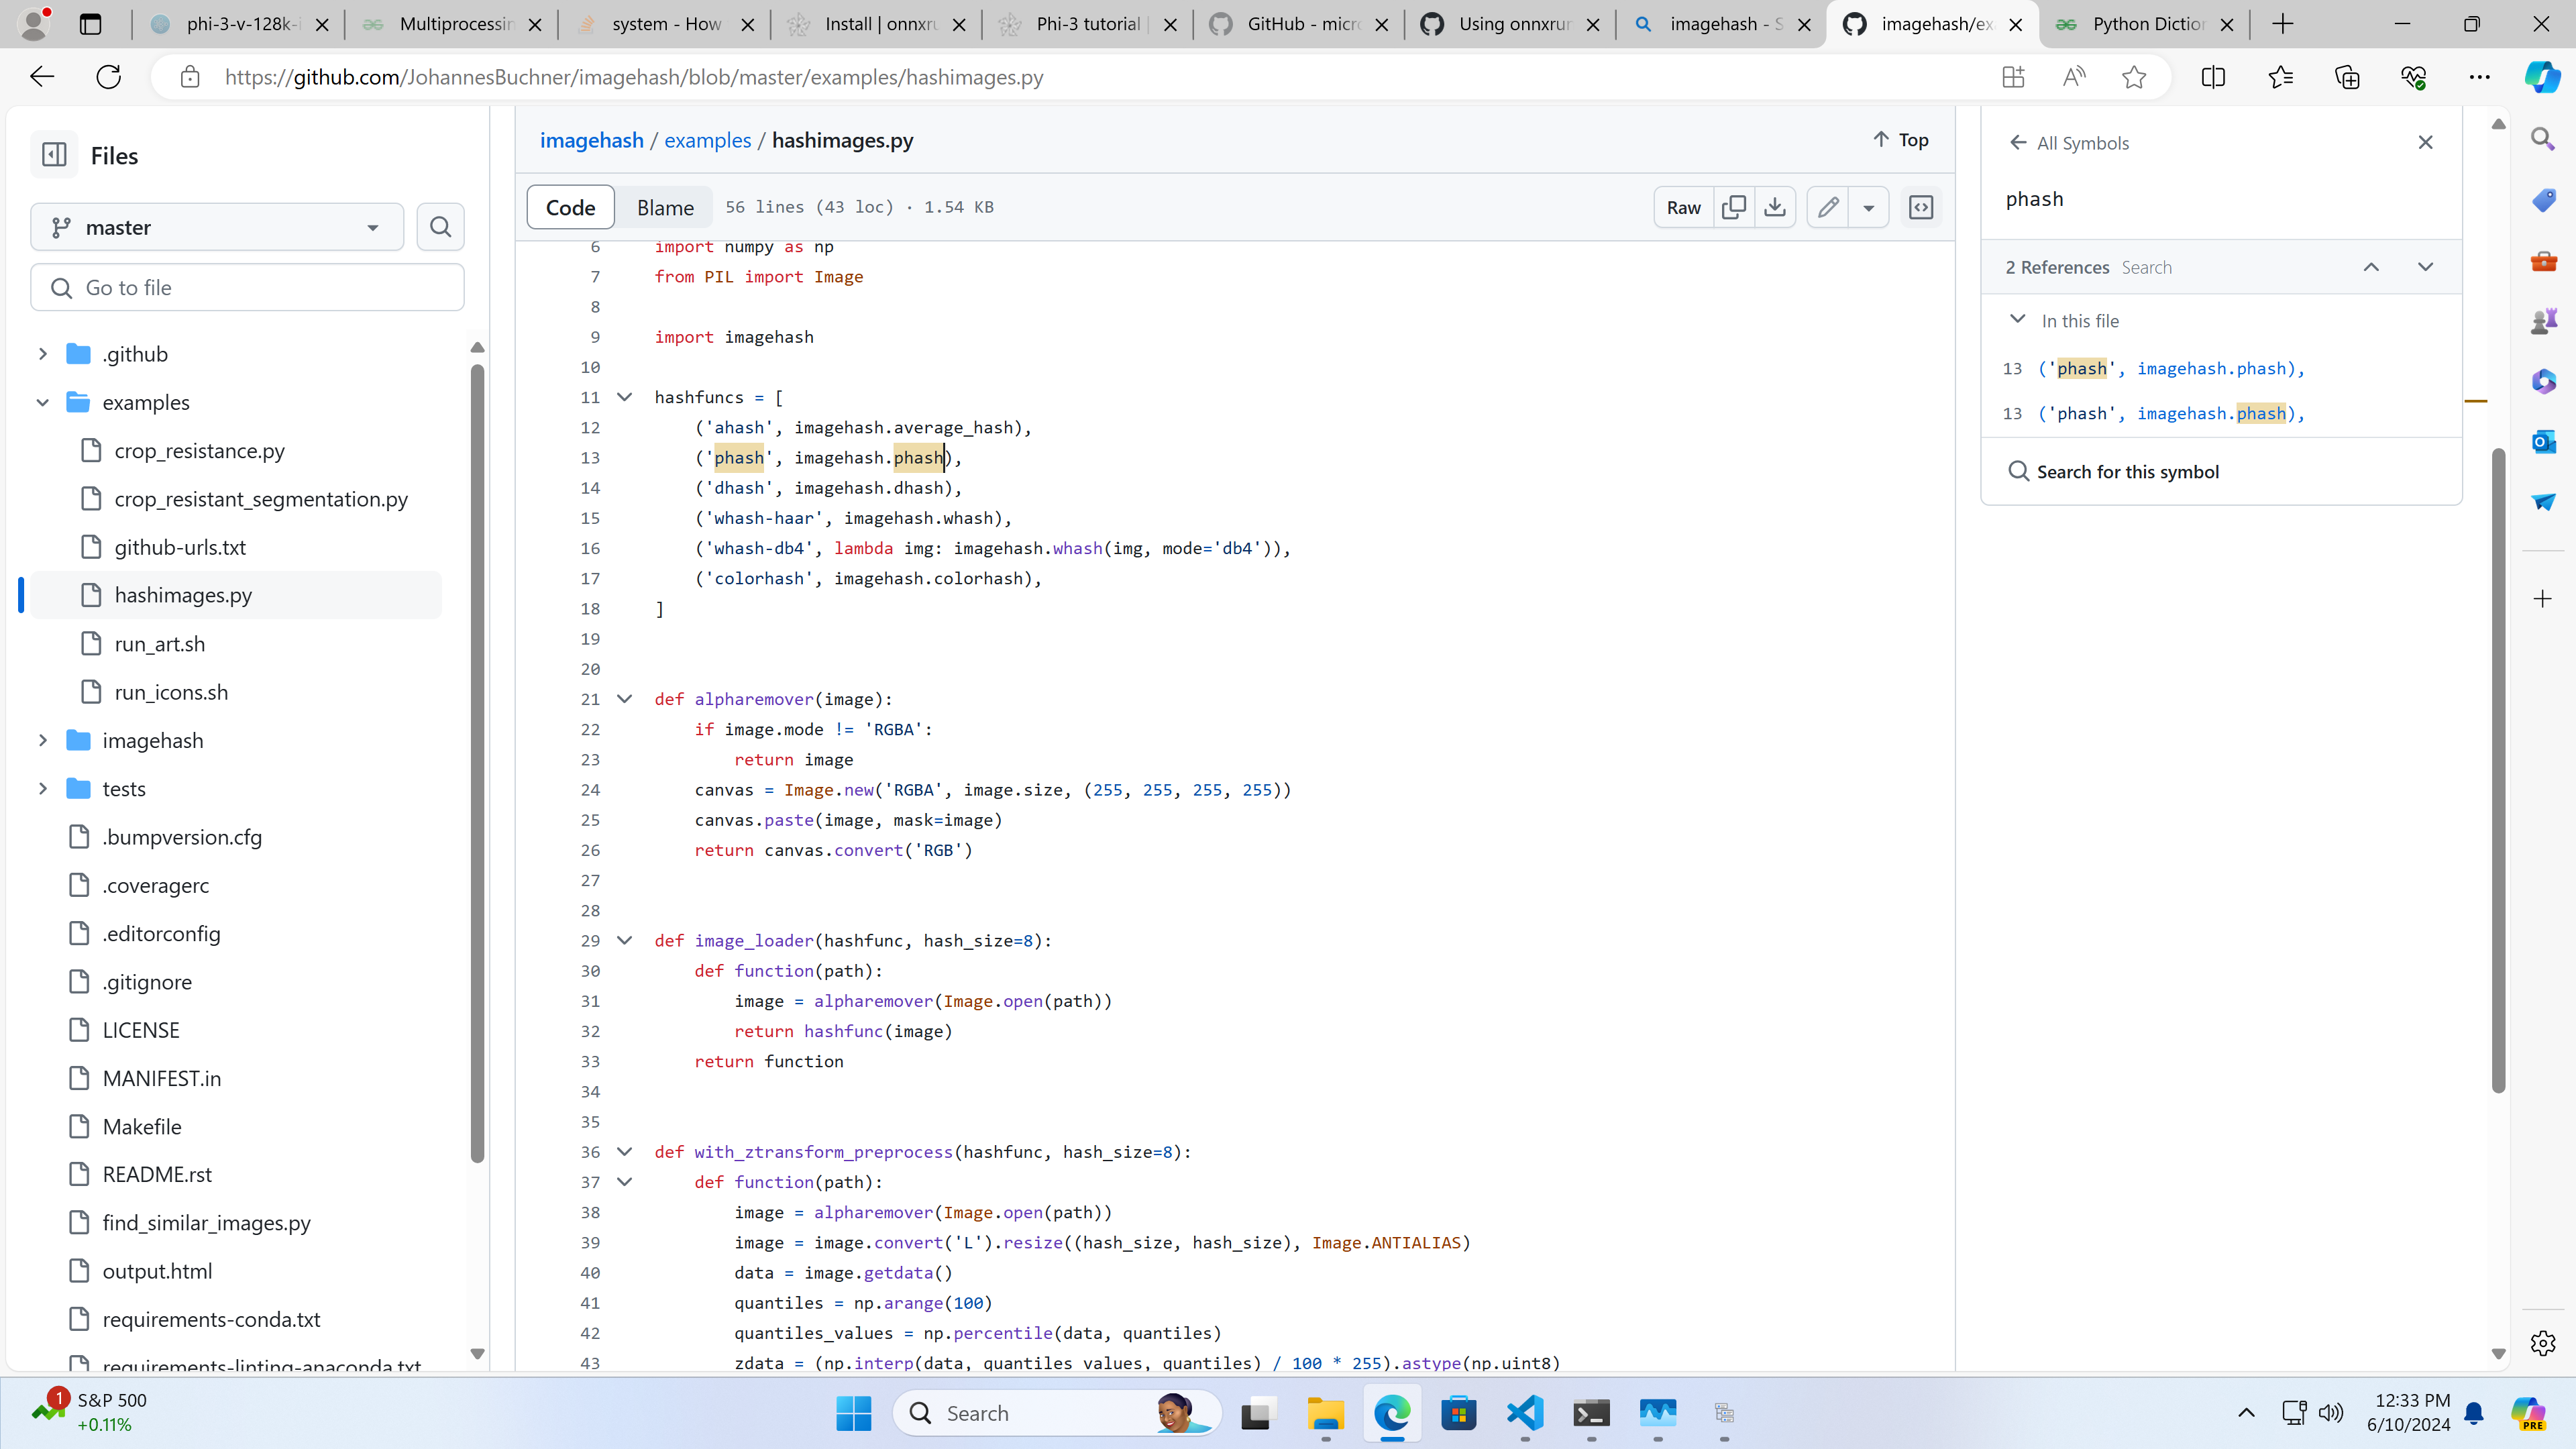 phi-3-v-128k-i
Multiprocessin
system - How
Install | onnxru
Phi-3 tutorial |
GitHub - micro
Using onnxrun
imagehash - S
imagehash/exa
Python Diction
https://github.com/JohannesBuchner/imagehash/blob/master/examples/hashimages.py
Files
master
Go to file
.github
examples
crop_resistance.py
crop_resistant_segmentation.py
github-urls.txt
hashimages.py
run_art.sh
run_icons.sh
imagehash
tests
.bumpversion.cfg
.coveragerc
.editorconfig
.gitignore
LICENSE
MANIFEST.in
Makefile
README.rst
find_similar_images.py
output.html
requirements-conda.txt
requirements-linting-anaconda.txt
imagehash / examples / hashimages.py
Top
Code Blame 56 lines (43 loc) · 1.54 KB
Raw
6 import numpy as np
7 from PIL import Image
8
9 import imagehash
10
11 hashfuncs = [
12 ('ahash', imagehash.average_hash),
13 ('phash', imagehash.phash),
14 ('dhash', imagehash.dhash),
15 ('whash-haar', imagehash.whash),
16 ('whash-db4', lambda img: imagehash.whash(img, mode='db4')),
17 ('colorhash', imagehash.colorhash),
18 ]
19
20
21 def alpharemover(image):
22 if image.mode != 'RGBA':
23 return image
24 canvas = Image.new('RGBA', image.size, (255, 255, 255, 255))
25 canvas.paste(image, mask=image)
26 return canvas.convert('RGB')
27
28
29 def image_loader(hashfunc, hash_size=8):
30 def function(path):
31 image = alpharemover(Image.open(path))
32 return hashfunc(image)
33 return function
34
35
36 def with_ztransform_preprocess(hashfunc, hash_size=8):
37 def function(path):
38 image = alpharemover(Image.open(path))
39 image = image.convert('L').resize((hash_size, hash_size), Image.ANTIALIAS)
40 data = image.getdata()
41 quantiles = np.arange(100)
42 quantiles_values = np.percentile(data, quantiles)
43 zdata = (np.interp(data, quantiles_values, quantiles) / 100 * 255).astype(np.uint8)
All Symbols
phash
2 References Search
In this file
13 ('phash', imagehash.phash),
13 ('phash', imagehash.phash),
Search for this symbol
1
S&P 500
+0.11%
Search
12:33 PM
6/10/2024
PRE